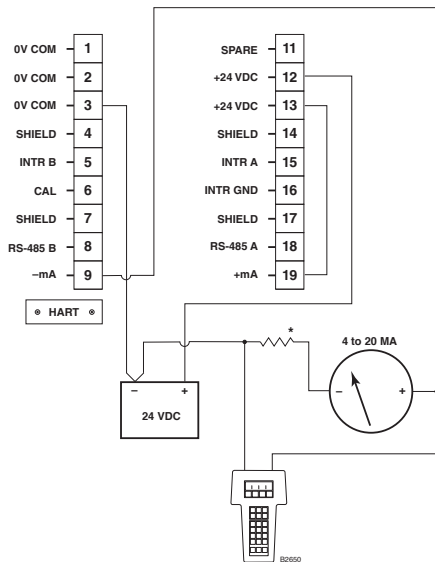 0V COM 1
0V COM 2
0V COM 3
SHIELD 4
INTR B 5
CAL 6
SHIELD 7
RS-485 B 8
–mA 9
HART
SPARE 11
+24 VDC 12
+24 VDC 13
SHIELD 14
INTR A 15
INTR GND 16
SHIELD 17
RS-485 A 18
+mA 19
*
4 to 20 MA
– +
– +
24 VDC
B2650